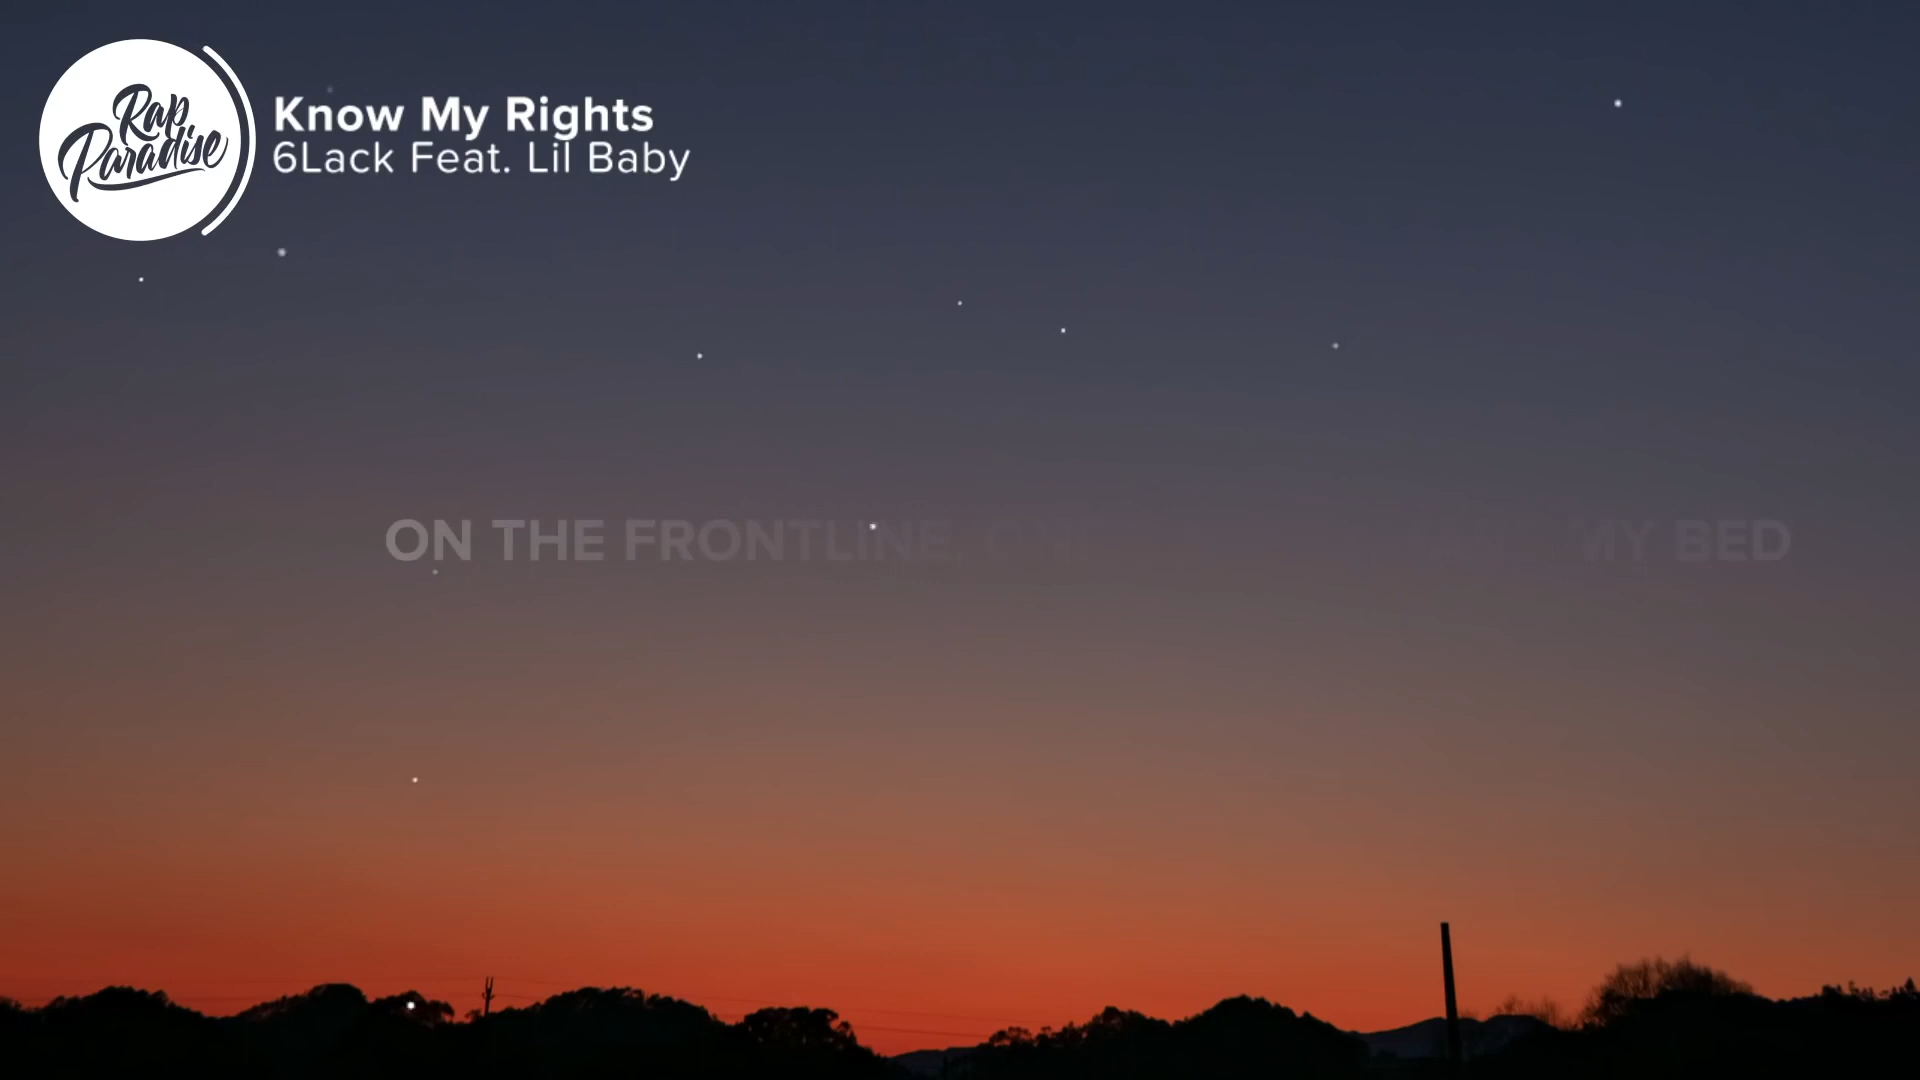 Rap
Paradise
Know My Rights
6Lack Feat. Lil Baby
ON THE FRONTLINE, MY BED